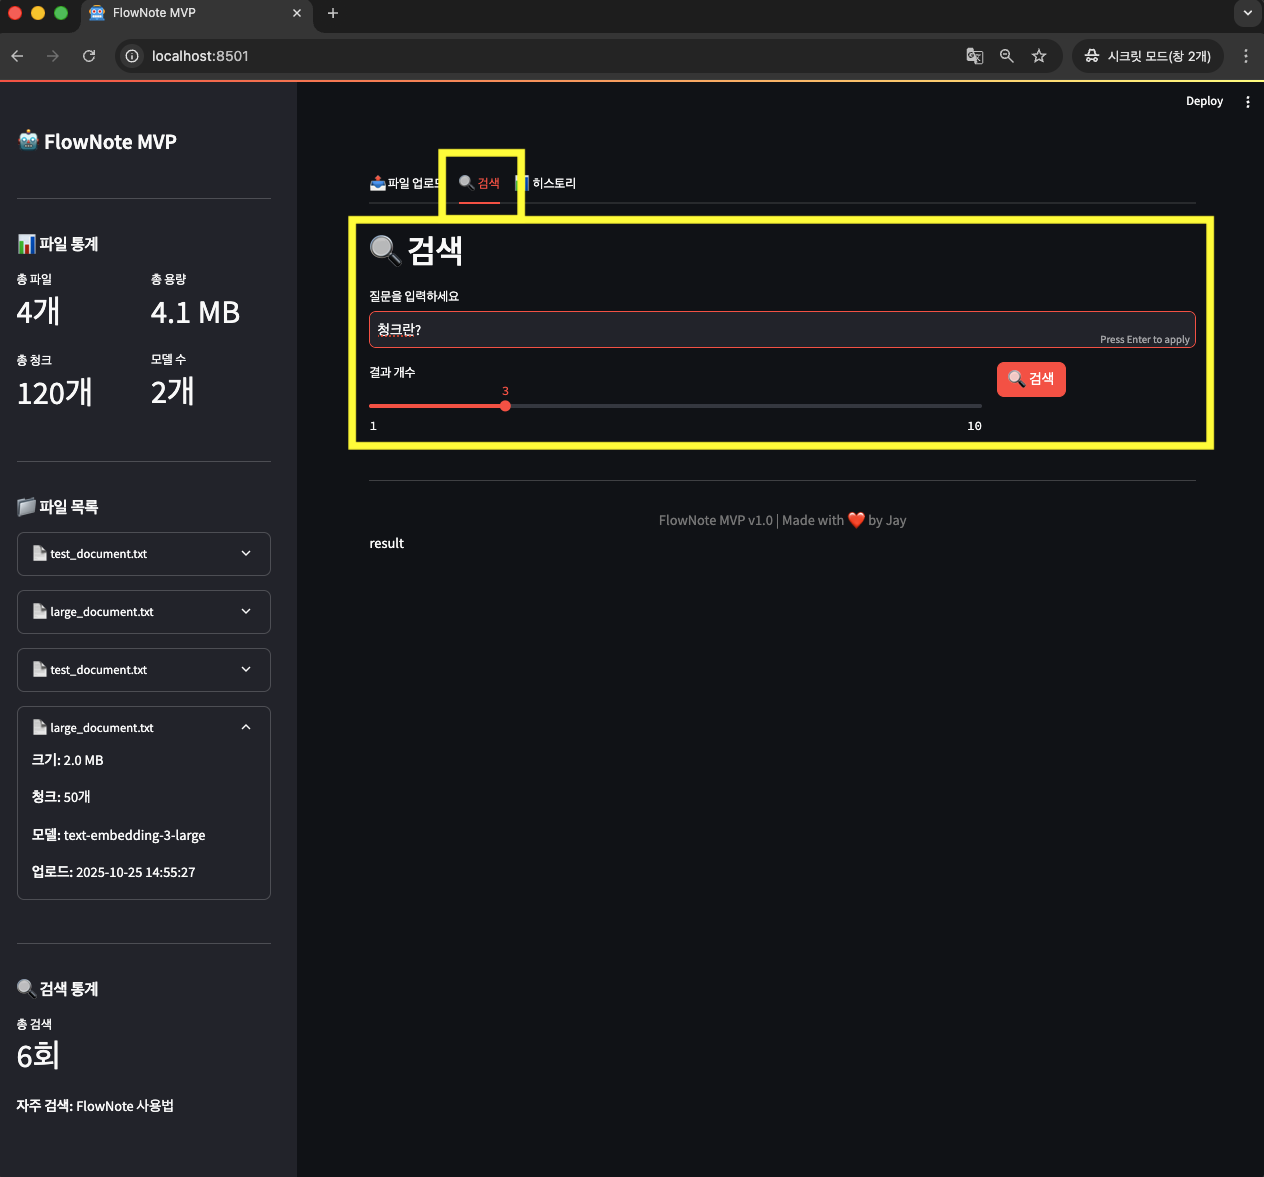 FlowNote MVP
localhost:8501
시크릿 모드(창 2개)
Deploy
FlowNote MVP
파일 통계
총 파일
4개
총 용량
4.1 MB
총 청크
120개
모델 수
2개
파일 목록
test_document.txt
large_document.txt
test_document.txt
large_document.txt
크기: 2.0 MB
청크: 50개
모델: text-embedding-3-large
업로드: 2025-10-25 14:55:27
검색 통계
총 검색
6회
자주 검색: FlowNote 사용법
파일 업로드
검색
히스토리
검색
질문을 입력하세요
청크란?
Press Enter to apply
결과 개수
3
1
10
검색
FlowNote MVP v1.0 | Made with ❤️ by Jay
result